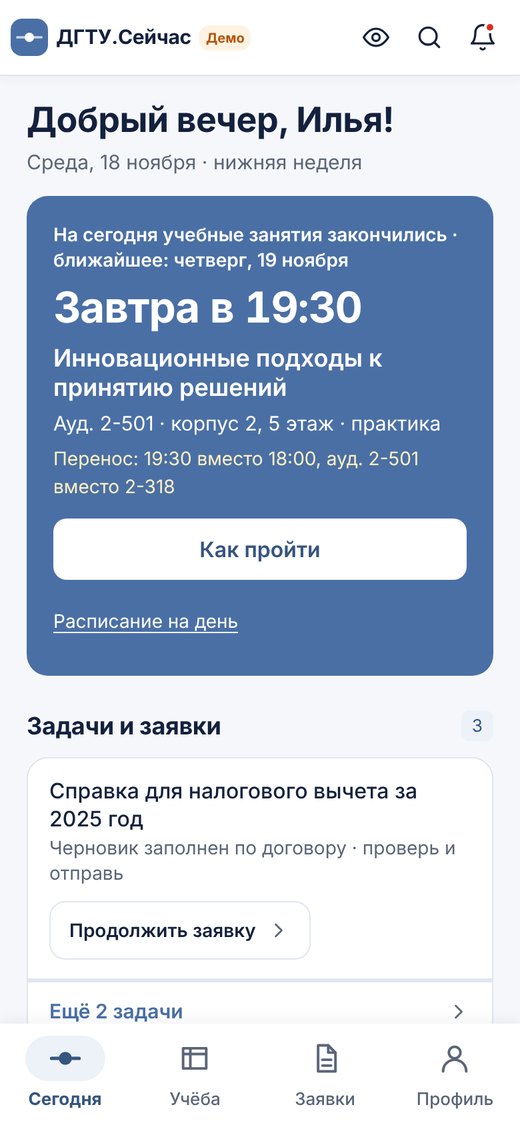 ДГТУ.Сейчас Демо
Добрый вечер, Илья!
Среда, 18 ноября · нижняя неделя
На сегодня учебные занятия закончились ·
ближайшее: четверг, 19 ноября
Завтра в 19:30
Инновационные подходы к
принятию решений
Ауд. 2-501 · корпус 2, 5 этаж · практика
Перенос: 19:30 вместо 18:00, ауд. 2-501
вместо 2-318
Как пройти
Расписание на день
Задачи и заявки 3
Справка для налогового вычета за
2025 год
Черновик заполнен по договору · проверь и
отправь
Продолжить заявку
Ещё 2 задачи
Сегодня Учёба Заявки Профиль